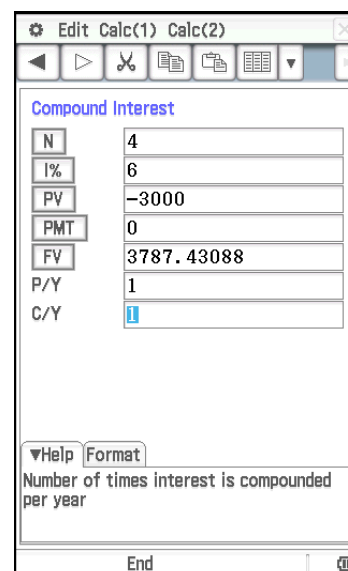 Edit Calc(1) Calc(2)
Compound Interest
N 4
I% 6
PV −3000
PMT 0
FV 3787.43088
P/Y 1
C/Y 1
▼Help Format
Number of times interest is compounded
per year
End